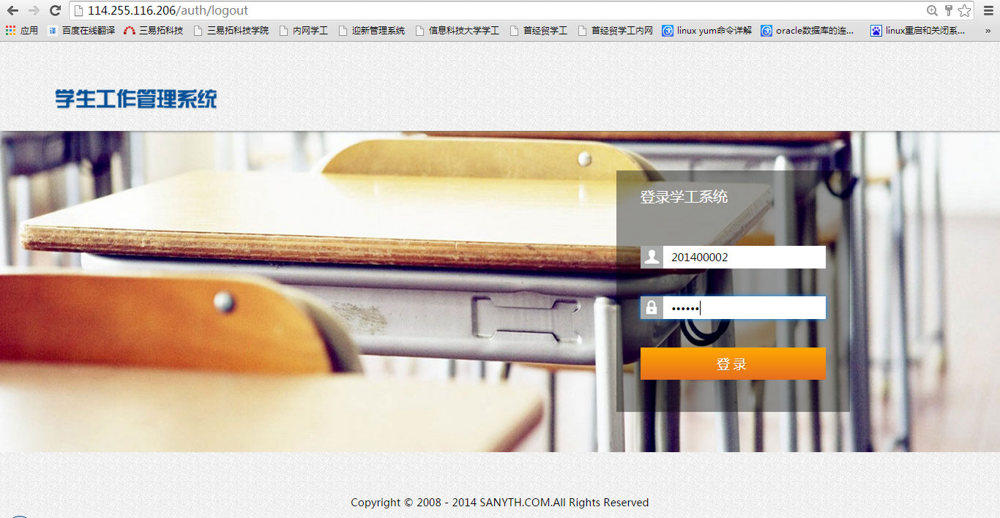 114.255.116.206/auth/logout
应用 百度在线翻译 三易拓科技 三易拓科技学院 内网学工 迎新管理系统 信息科技大学学工 首经贸学工 首经贸学工内网 linux yum命令详解 oracle数据库的连... linux重启和关闭系... »
学生工作管理系统
登录学工系统
201400002
••••••
登录
Copyright © 2008 - 2014 SANYTH.COM.All Rights Reserved